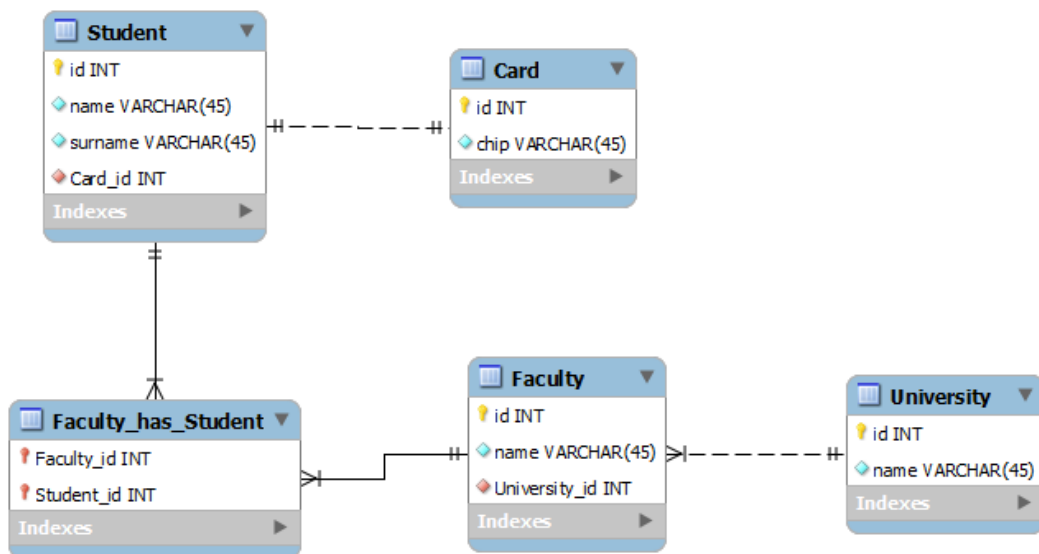 Student
id INT
name VARCHAR(45)
surname VARCHAR(45)
Card_id INT
Indexes
Card
id INT
chip VARCHAR(45)
Indexes
Faculty_has_Student
Faculty_id INT
Student_id INT
Indexes
Faculty
id INT
name VARCHAR(45)
University_id INT
Indexes
University
id INT
name VARCHAR(45)
Indexes